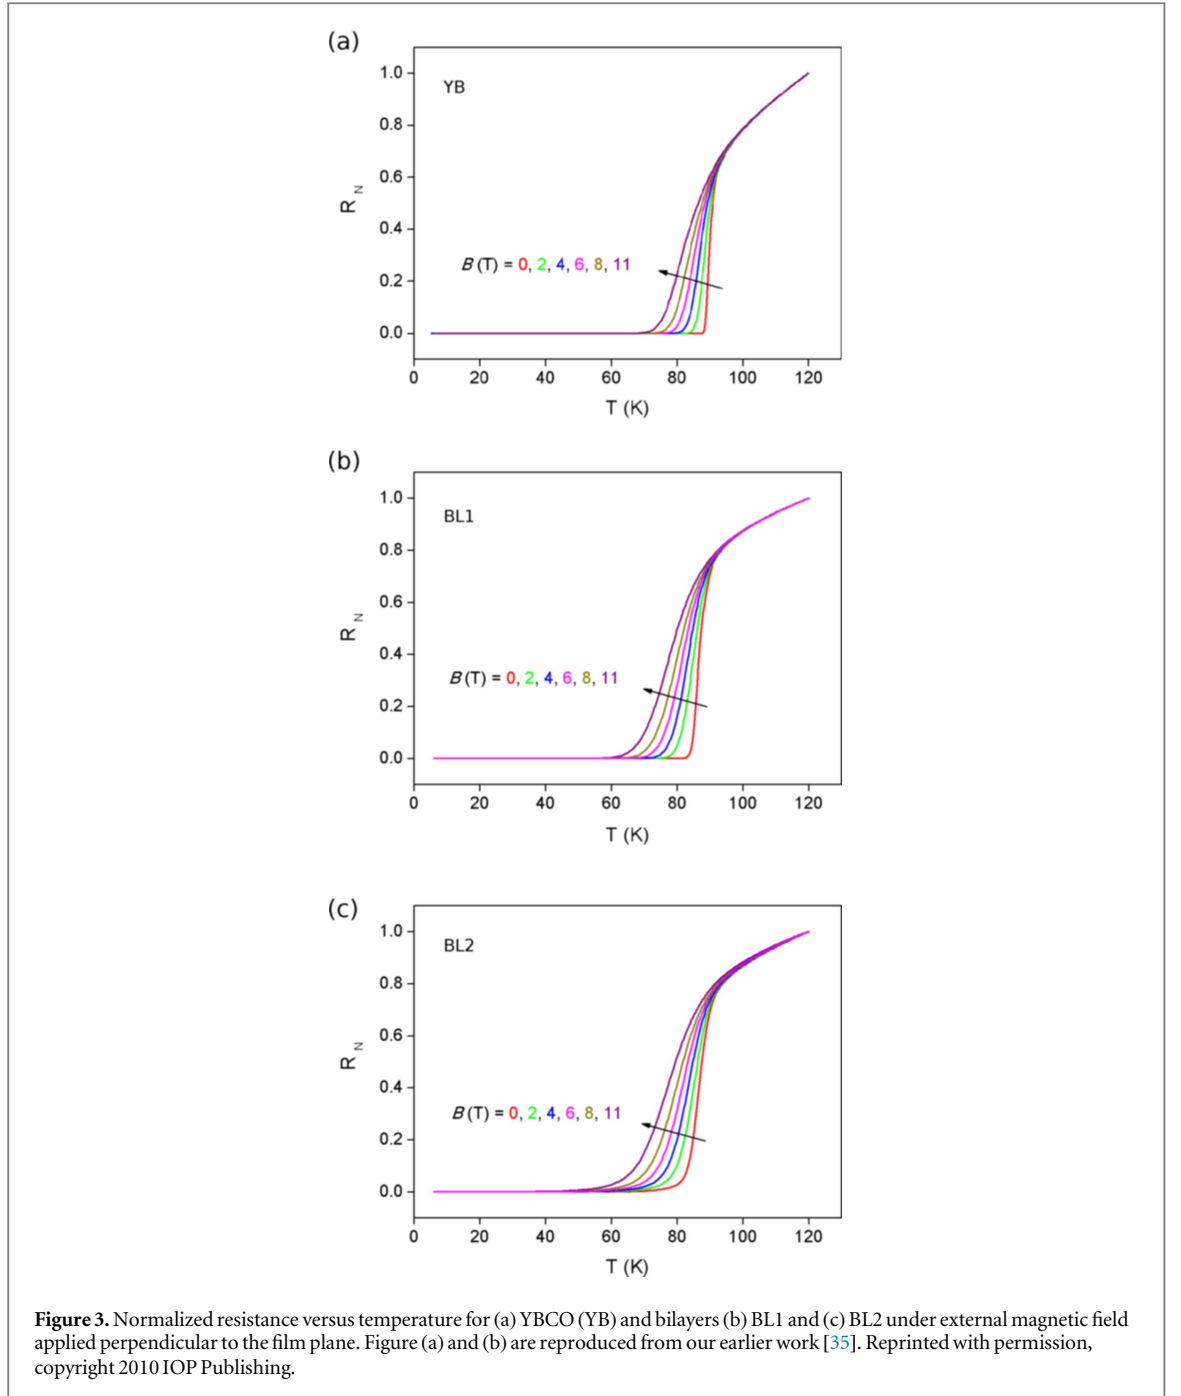 (a)
YB
1.0
0.8
0.6
0.4
0.2
0.0
R N
B (T) = 0, 2, 4, 6, 8, 11
0 20 40 60 80 100 120
T (K)
(b)
BL1
1.0
0.8
0.6
0.4
0.2
0.0
R N
B (T) = 0, 2, 4, 6, 8, 11
0 20 40 60 80 100 120
T (K)
(c)
BL2
1.0
0.8
0.6
0.4
0.2
0.0
R N
B (T) = 0, 2, 4, 6, 8, 11
0 20 40 60 80 100 120
T (K)
Figure 3. Normalized resistance versus temperature for (a) YBCO (YB) and bilayers (b) BL1 and (c) BL2 under external magnetic field
applied perpendicular to the film plane. Figure (a) and (b) are reproduced from our earlier work [35]. Reprinted with permission,
copyright 2010 IOP Publishing.